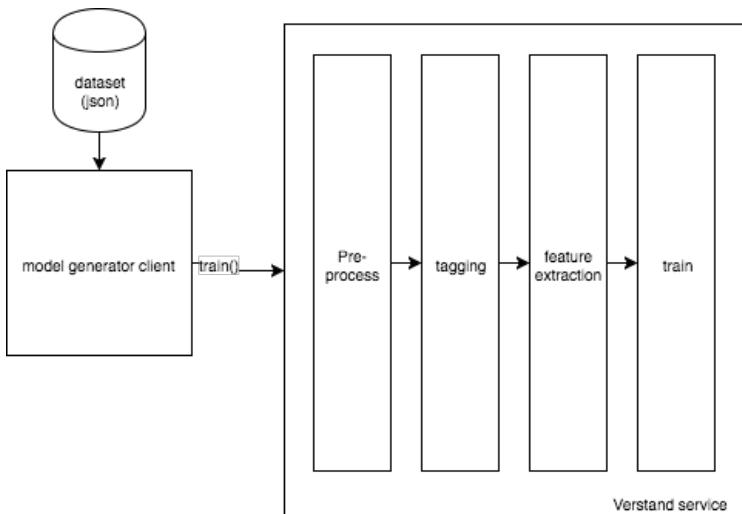 dataset
(json)
model generator client
train()
Pre-
process
tagging
feature
extraction
train
Verstand service